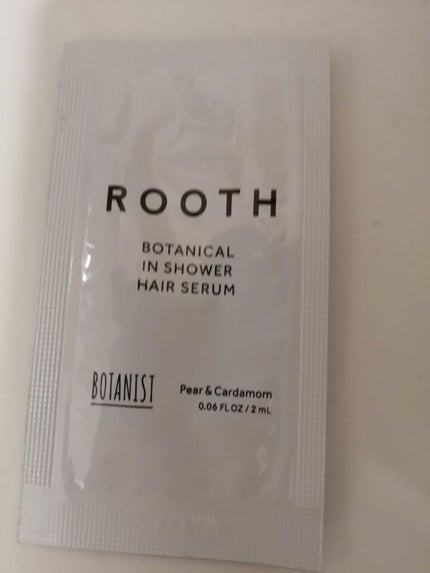 ROOTH
BOTANICAL
IN SHOWER
HAIR SERUM
BOTANIST
Pear & Cardamom
0.06 FL OZ / 2 mL